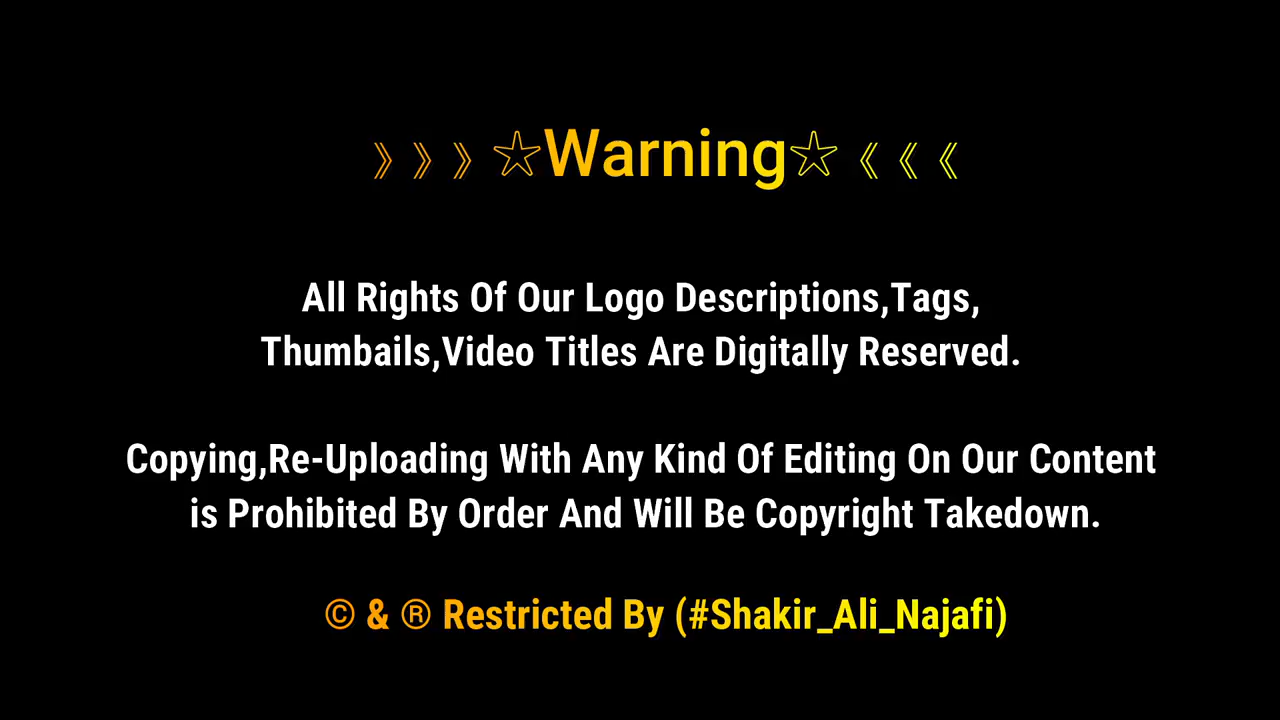 》》》☆Warning☆《《《
All Rights Of Our Logo Descriptions,Tags,
Thumbails,Video Titles Are Digitally Reserved.
Copying,Re-Uploading With Any Kind Of Editing On Our Content
is Prohibited By Order And Will Be Copyright Takedown.
© & ® Restricted By (#Shakir_Ali_Najafi)